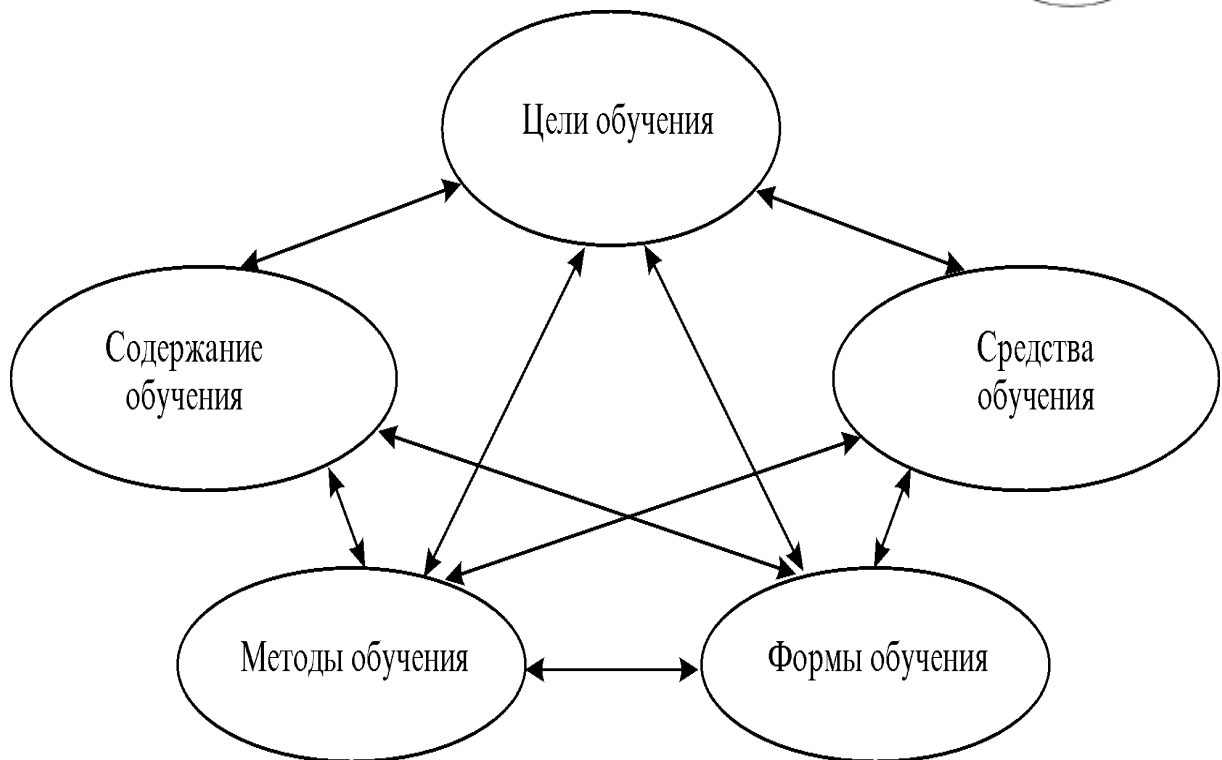 Цели обучения
Содержание
обучения
Средства
обучения
Методы обучения
Формы обучения